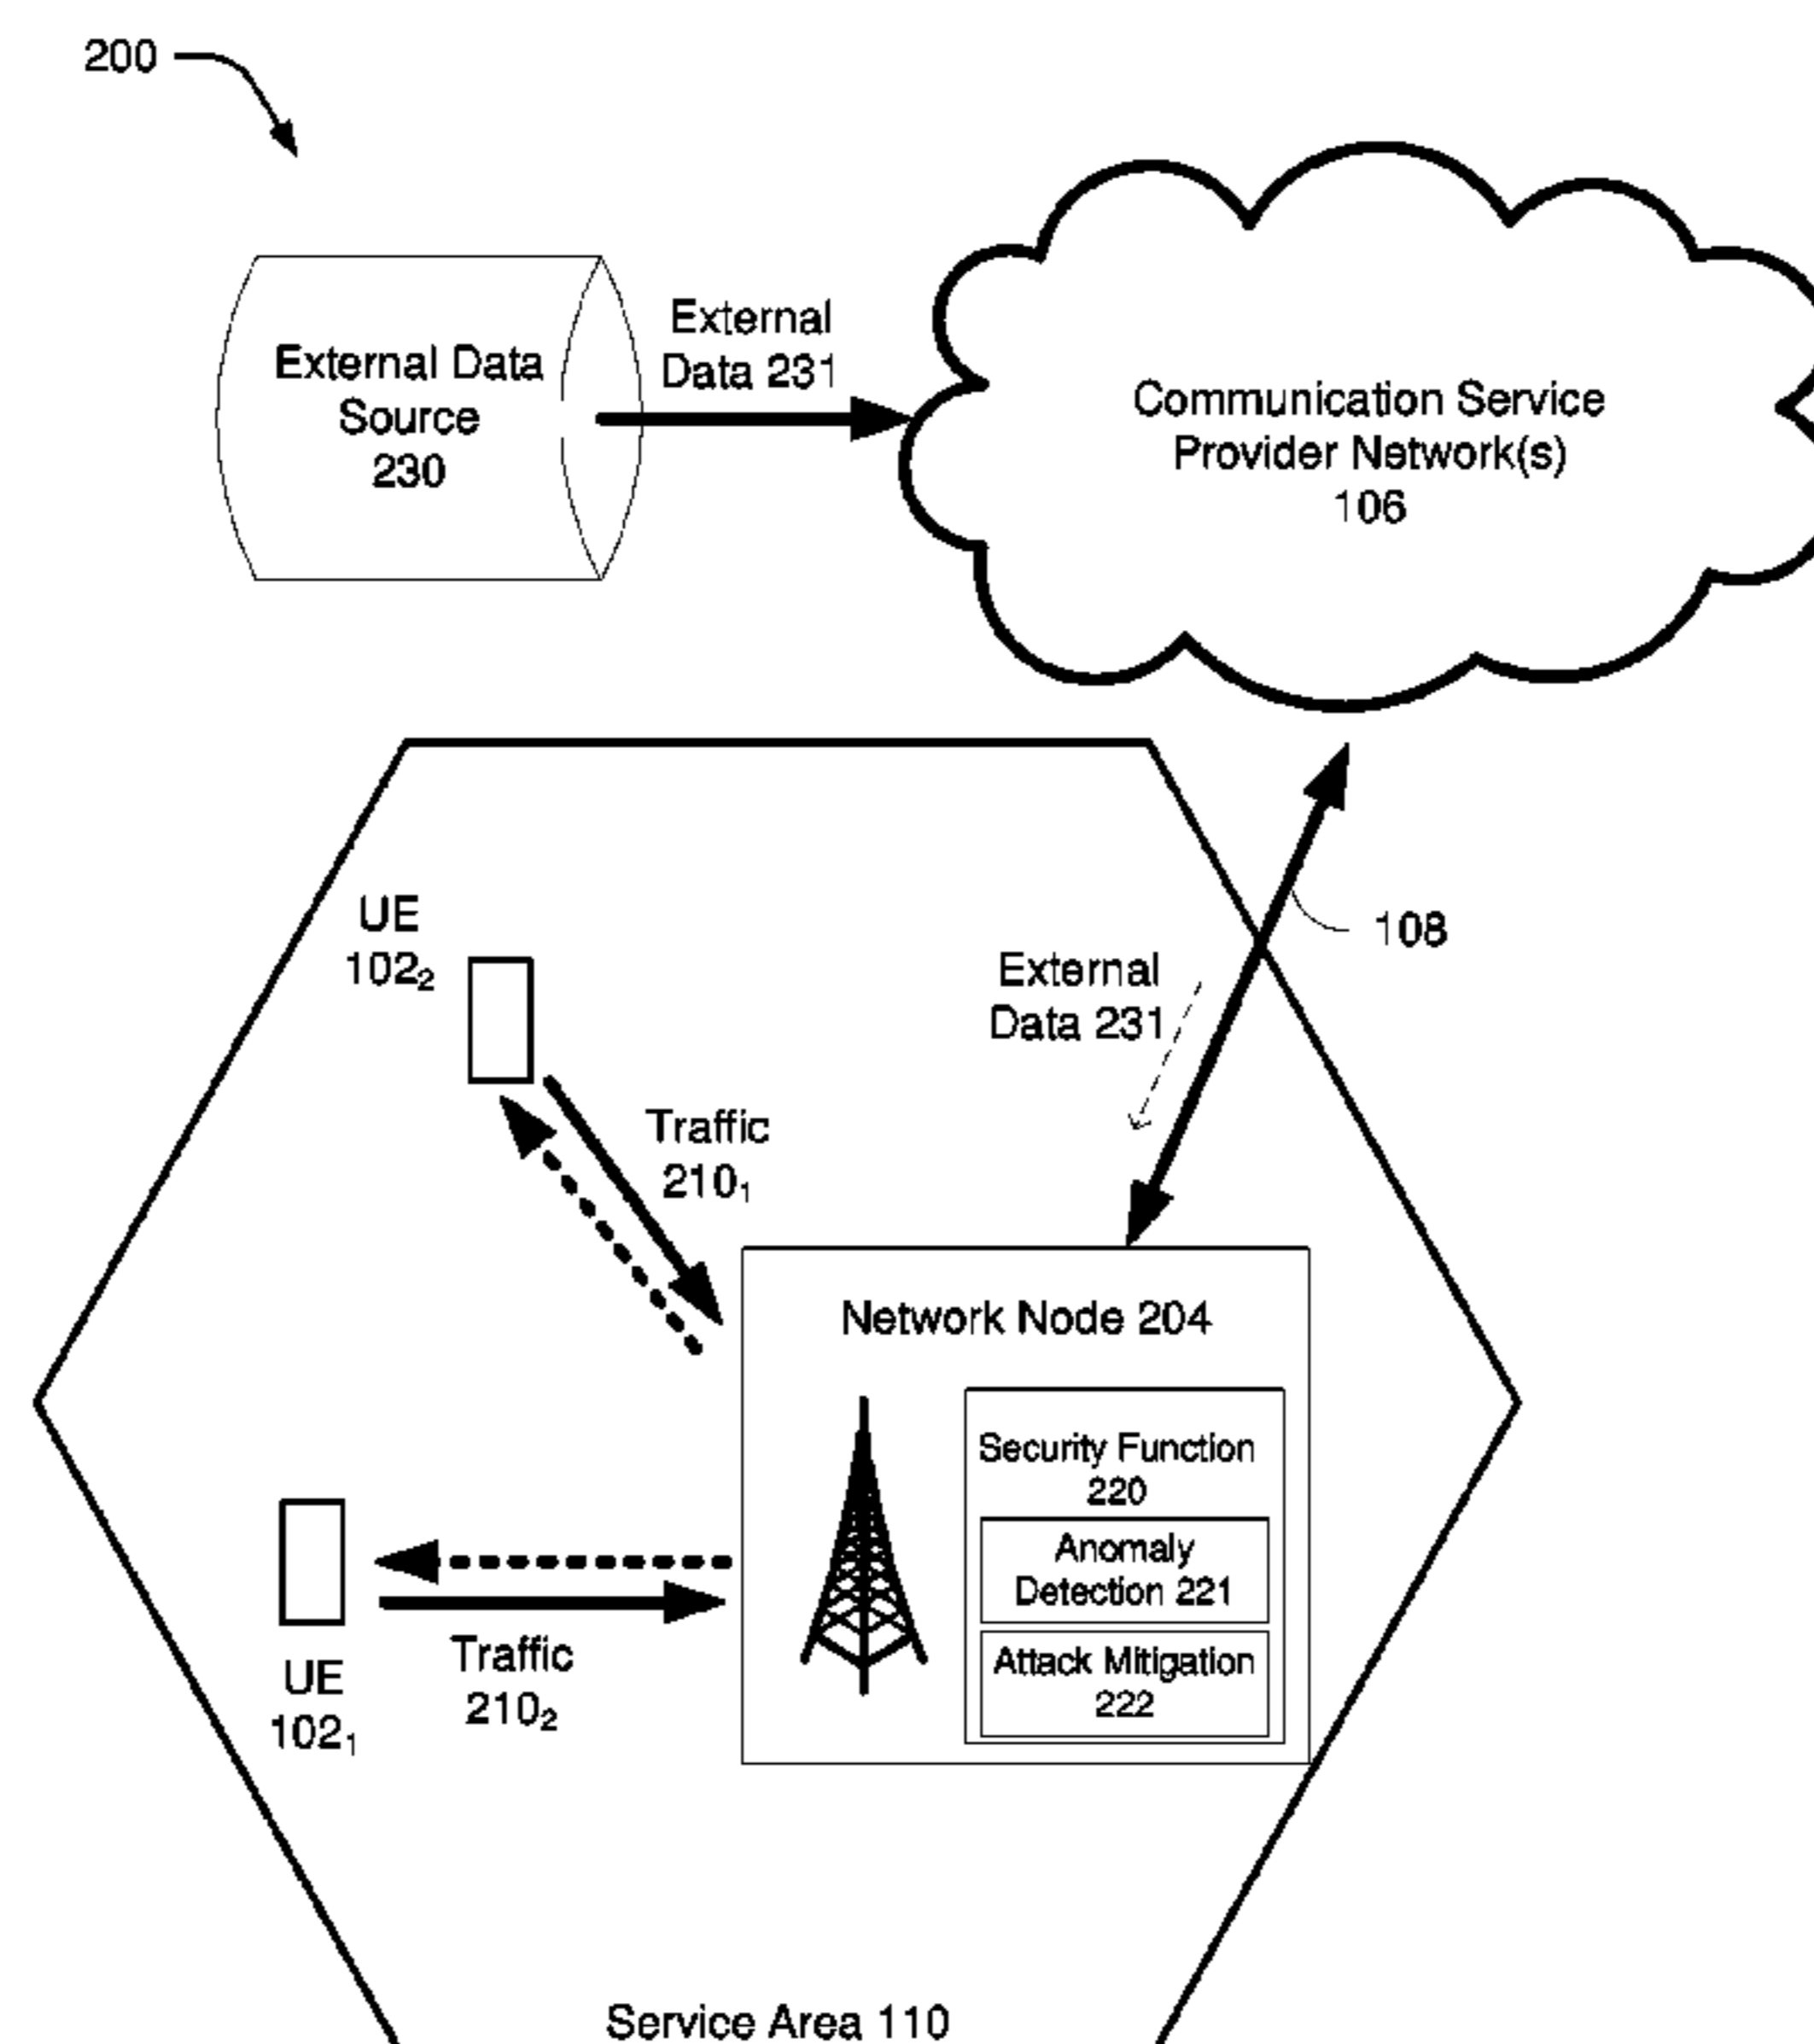 200
External Data
Source
230
External
Data 231
Communication Service
Provider Network(s)
106
UE
102₂
External
Data 231
108
Traffic
210₁
Network Node 204
Security Function
220
Anomaly
Detection 221
Attack Mitigation
222
UE
102₁
Traffic
210₂
Service Area 110